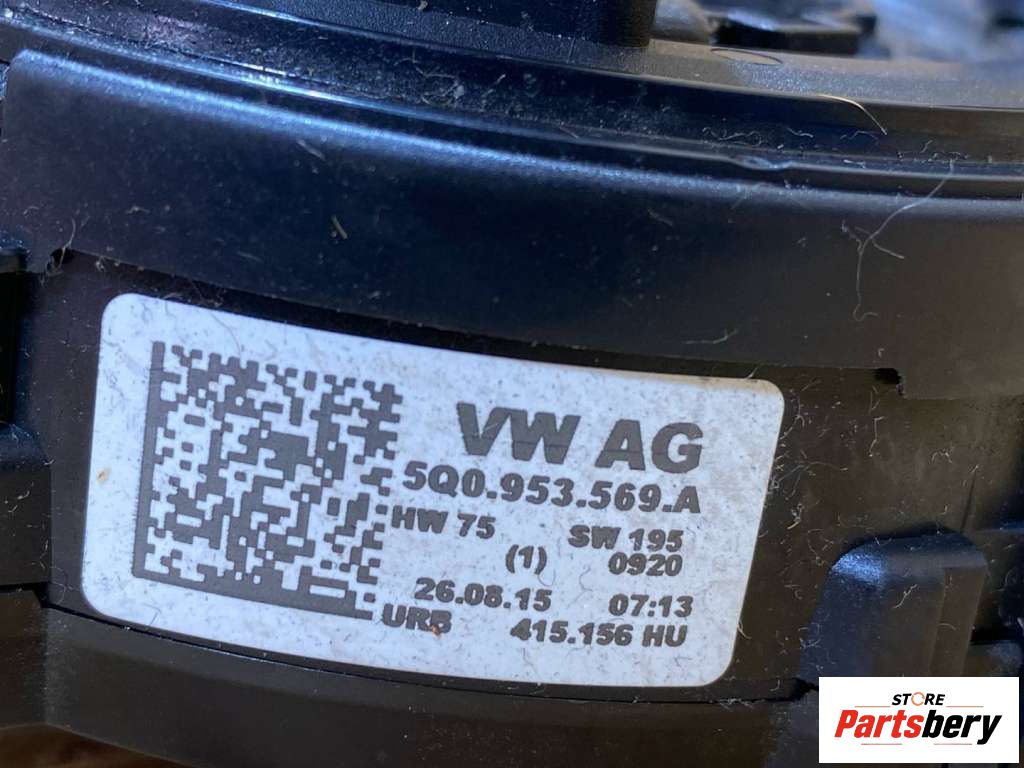 VW AG
5Q0.953.569.A
HW 75 SW 195
(1) 0920
26.08.15 07:13
URB 415.156 HU
STORE
Partsbery